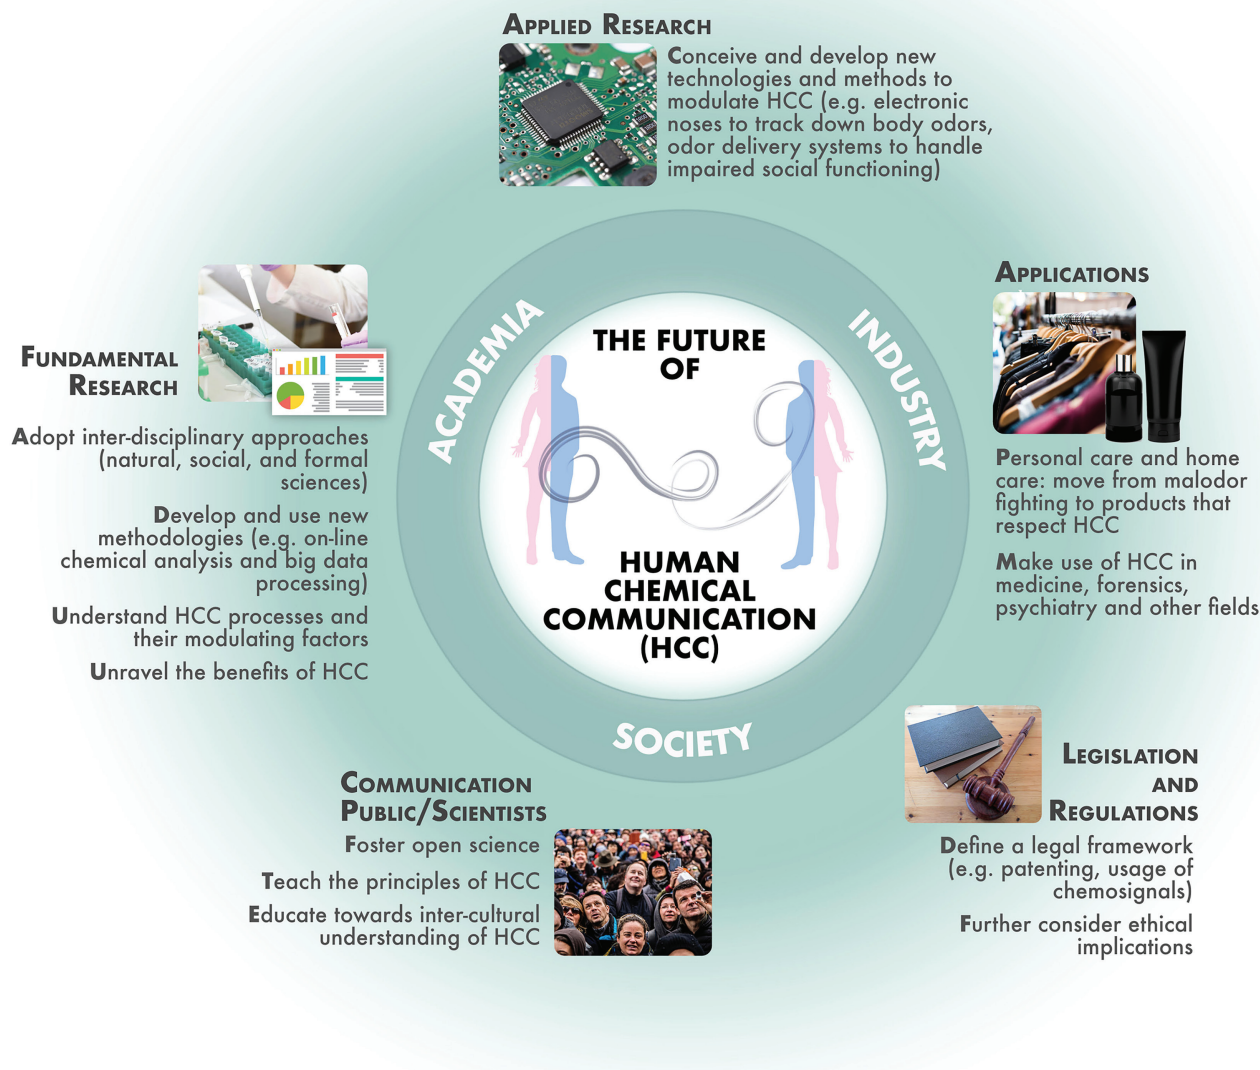 APPLIED RESEARCH
Conceive and develop new
technologies and methods to
modulate HCC (e.g. electronic
noses to track down body odors,
odor delivery systems to handle
impaired social functioning)
ACADEMIA
INDUSTRY
SOCIETY
THE FUTURE
OF
HUMAN
CHEMICAL
COMMUNICATION
(HCC)
FUNDAMENTAL
RESEARCH
Adopt inter-disciplinary approaches
(natural, social, and formal
sciences)
Develop and use new
methodologies (e.g. on-line
chemical analysis and big data
processing)
Understand HCC processes and
their modulating factors
Unravel the benefits of HCC
APPLICATIONS
Personal care and home
care: move from malodor
fighting to products that
respect HCC
Make use of HCC in
medicine, forensics,
psychiatry and other fields
COMMUNICATION
PUBLIC/SCIENTISTS
Foster open science
Teach the principles of HCC
Educate towards inter-cultural
understanding of HCC
LEGISLATION
AND
REGULATIONS
Define a legal framework
(e.g. patenting, usage of
chemosignals)
Further consider ethical
implications